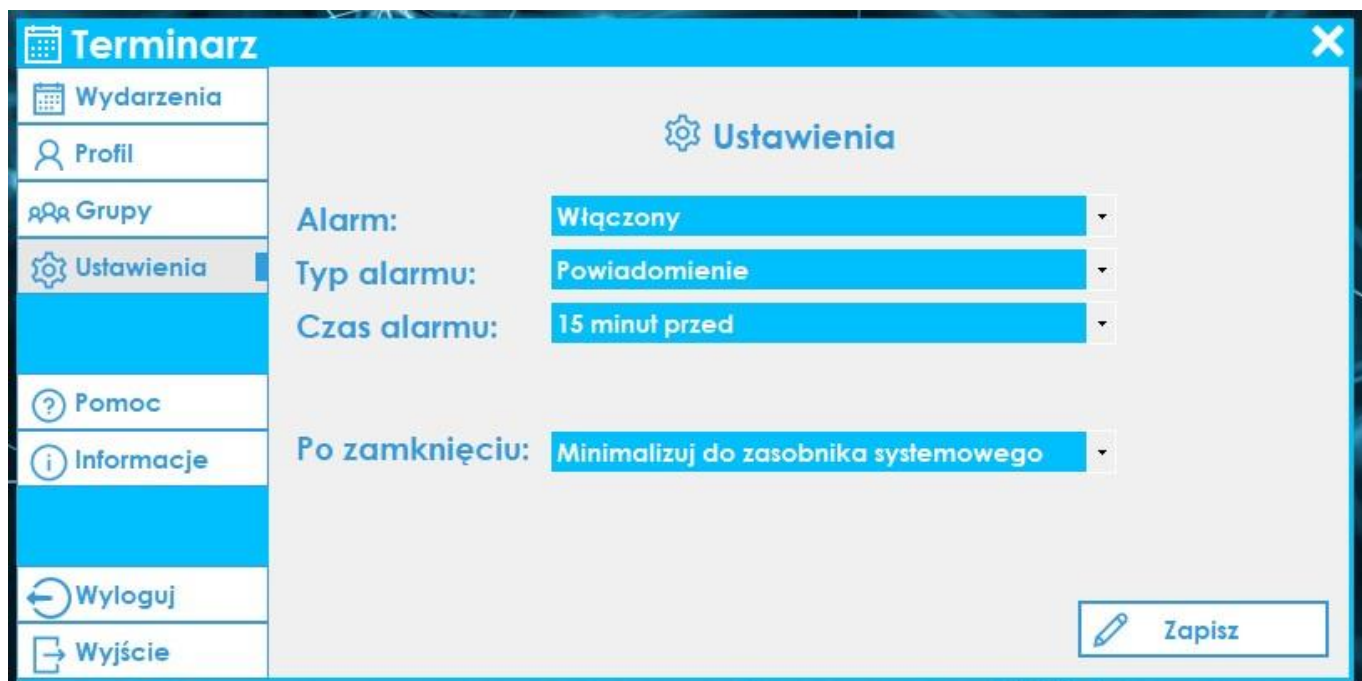 Terminarz
Wydarzenia
Profil
Grupy
Ustawienia
Pomoc
Informacje
Wyloguj
Wyjście
Ustawienia
Alarm: Włączony
Typ alarmu: Powiadomienie
Czas alarmu: 15 minut przed
Po zamknięciu: Minimalizuj do zasobnika systemowego
Zapisz